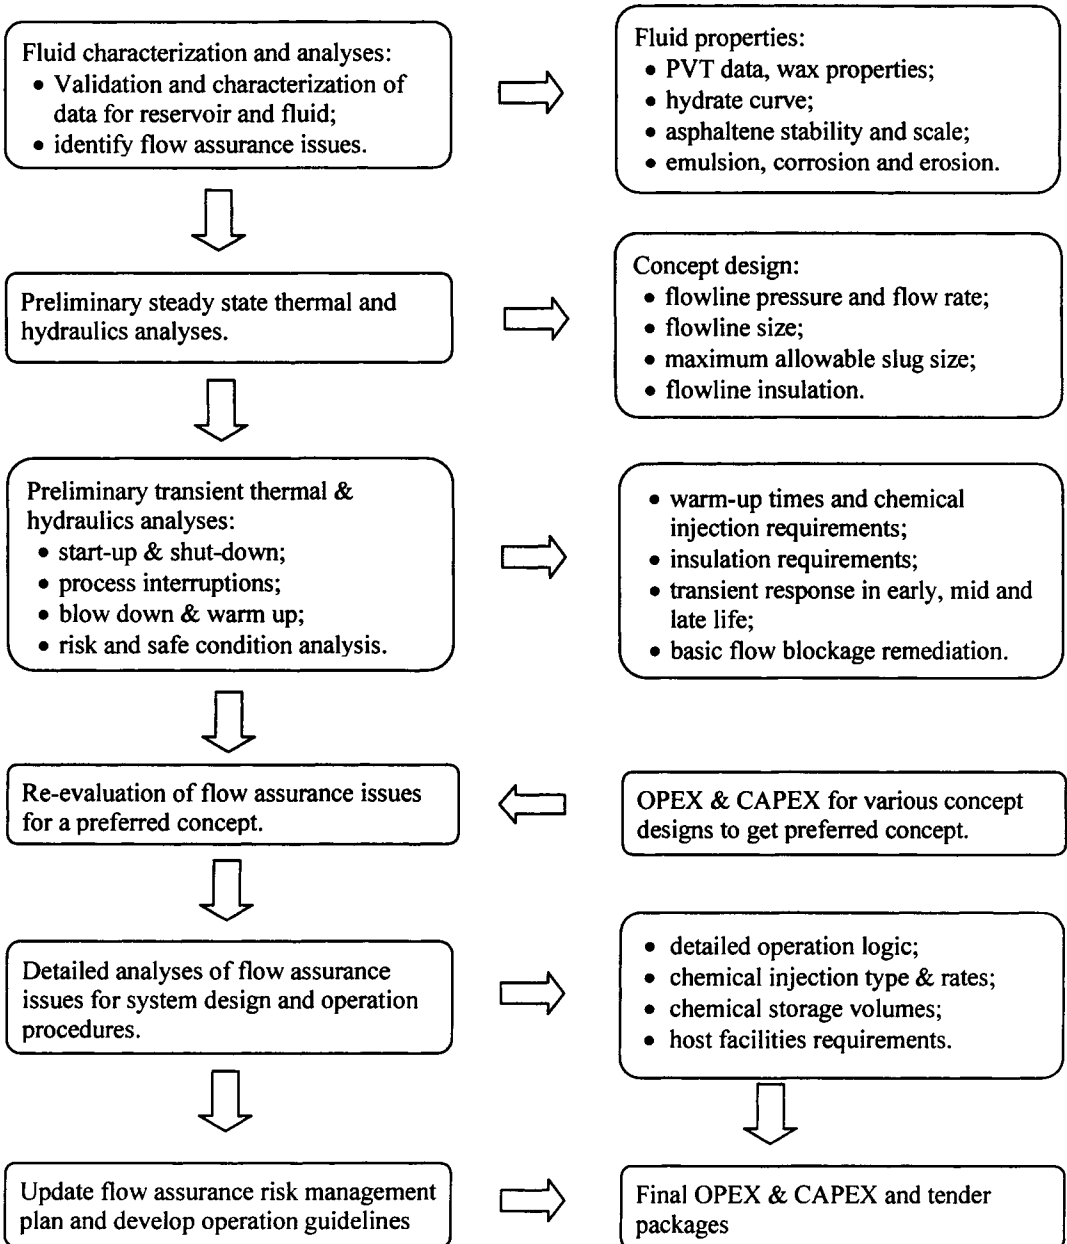 Fluid characterization and analyses:
• Validation and characterization of
data for reservoir and fluid;
• identify flow assurance issues.
Fluid properties:
• PVT data, wax properties;
• hydrate curve;
• asphaltene stability and scale;
• emulsion, corrosion and erosion.
Preliminary steady state thermal and
hydraulics analyses.
Concept design:
• flowline pressure and flow rate;
• flowline size;
• maximum allowable slug size;
• flowline insulation.
Preliminary transient thermal &
hydraulics analyses:
• start-up & shut-down;
• process interruptions;
• blow down & warm up;
• risk and safe condition analysis.
• warm-up times and chemical
injection requirements;
• insulation requirements;
• transient response in early, mid and
late life;
• basic flow blockage remediation.
Re-evaluation of flow assurance issues
for a preferred concept.
OPEX & CAPEX for various concept
designs to get preferred concept.
Detailed analyses of flow assurance
issues for system design and operation
procedures.
• detailed operation logic;
• chemical injection type & rates;
• chemical storage volumes;
• host facilities requirements.
Update flow assurance risk management
plan and develop operation guidelines
Final OPEX & CAPEX and tender
packages